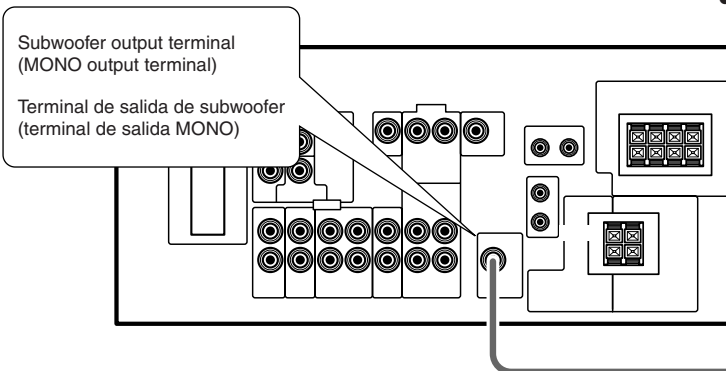 Subwoofer output terminal
(MONO output terminal)
Terminal de salida de subwoofer
(terminal de salida MONO)